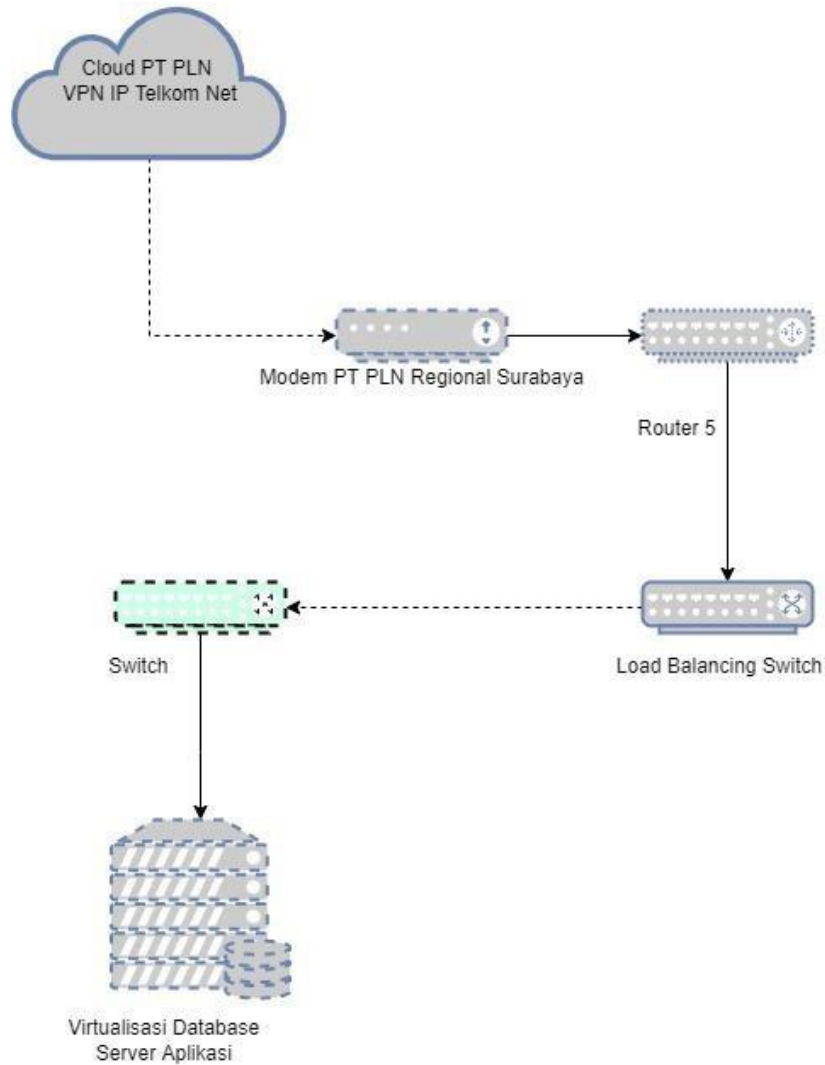 Cloud PT PLN
VPN IP Telkom Net
Modem PT PLN Regional Surabaya
Router 5
Switch
Load Balancing Switch
Virtualisasi Database
Server Aplikasi